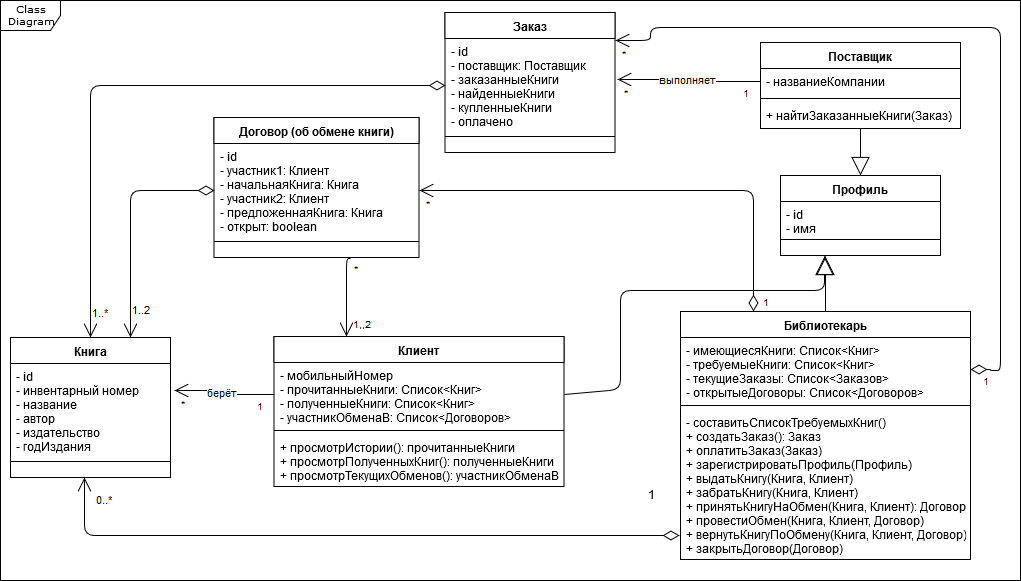 Class
Diagram
Заказ
- id
- поставщик: Поставщик
- заказанныеКниги
- найденныеКниги
- купленныеКниги
- оплачено
*
*
выполняет
1
Поставщик
- названиеКомпании
+ найтиЗаказанныеКниги(Заказ)
Договор (об обмене книги)
- id
- участник1: Клиент
- начальнаяКнига: Книга
- участник2: Клиент
- предложеннаяКнига: Книга
- открыт: boolean
*
*
Профиль
- id
- имя
1..*
1..2
1,,2
1
Книга
- id
- инвентарный номер
- название
- автор
- издательство
- годИздания
*
берёт
1
Клиент
- мобильныйНомер
- прочитанныеКниги: Список<Книг>
- полученныеКниги: Список<Книг>
- участникОбменаВ: Список<Договоров>
+ просмотрИстории(): прочитанныеКниги
+ просмотрПолученныхКниг(): полученныеКниги
+ просмотрТекущихОбменов(): участникОбменаВ
Библиотекарь
- имеющиесяКниги: Список<Книг>
- требуемыеКниги: Список<Книг>
- текущиеЗаказы: Список<Заказов>
- открытыеДоговоры: Список<Договоров>
1
- составитьСписокТребуемыхКниг()
+ создатьЗаказ(): Заказ
+ оплатитьЗаказ(Заказ)
+ зарегистрироватьПрофиль(Профиль)
+ выдатьКнигу(Книга, Клиент)
+ забратьКнигу(Книга, Клиент)
+ принятьКнигуНаОбмен(Книга, Клиент): Договор
+ провестиОбмен(Книга, Клиент, Договор)
+ вернутьКнигуПоОбмену(Книга, Клиент, Договор)
+ закрытьДоговор(Договор)
0..*
1